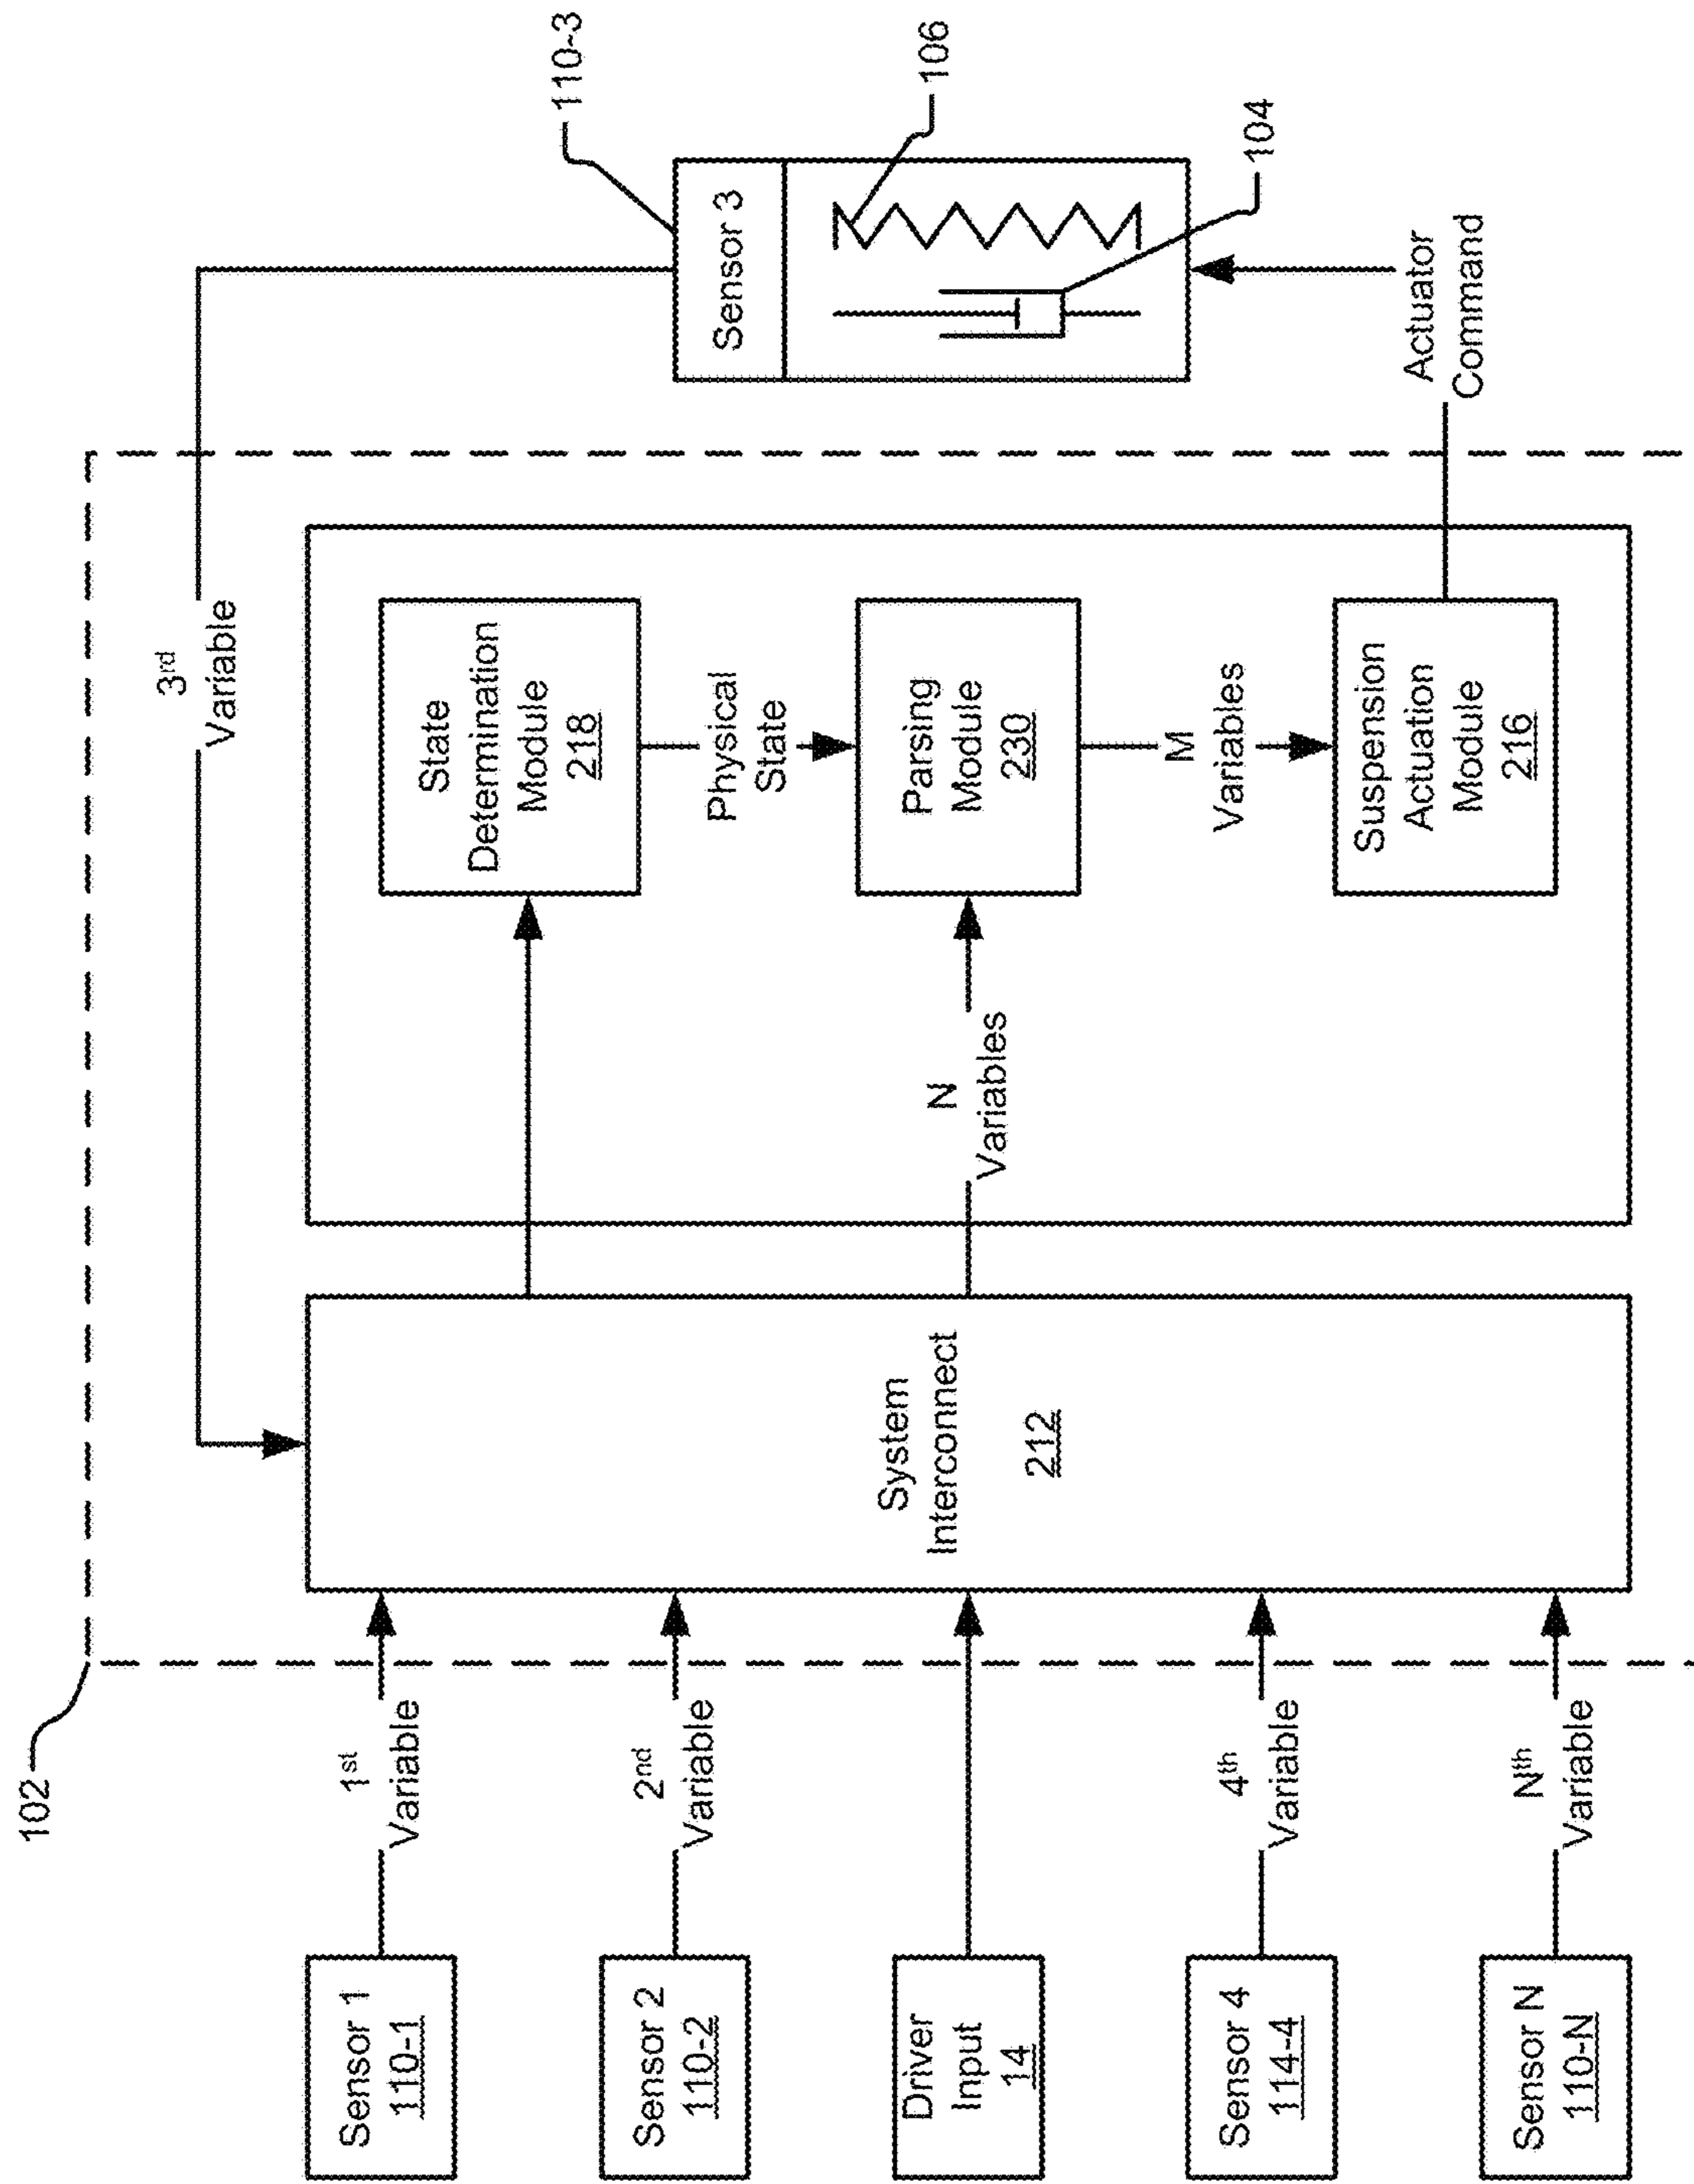 102
3rd
Variable
Sensor 1
110-1
1st
Variable
Sensor 2
110-2
2nd
Variable
Driver
Input
14
Sensor 4
114-4
4th
Variable
Sensor N
110-N
Nth
Variable
System
Interconnect
212
N
Variables
State
Determination
Module
218
Physical
State
Parsing
Module
230
M
Variables
Suspension
Actuation
Module
216
110-3
Sensor 3
106
104
Actuator
Command